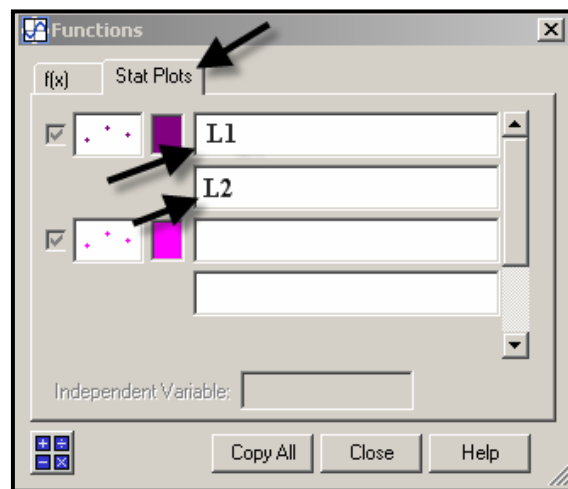 Functions
f(x) Stat Plots
L1
L2
Independent Variable:
Copy All Close Help